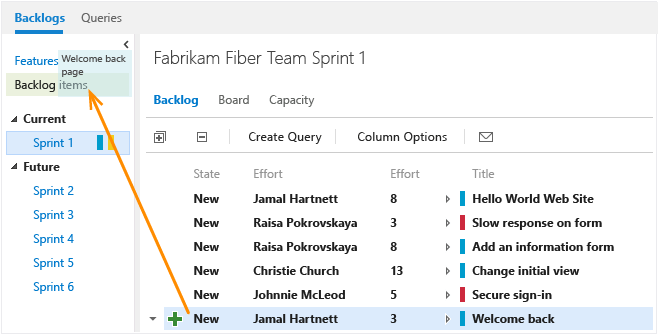 Backlogs Queries
Features
Welcome back
page
Backlog items
Current
Sprint 1
Future
Sprint 2
Sprint 3
Sprint 4
Sprint 5
Sprint 6
Fabrikam Fiber Team Sprint 1
Backlog Board Capacity
Create Query Column Options
State Effort Effort Title
New Jamal Hartnett 8 Hello World Web Site
New Raisa Pokrovskaya 3 Slow response on form
New Raisa Pokrovskaya 8 Add an information form
New Christie Church 13 Change initial view
New Johnnie McLeod 5 Secure sign-in
New Jamal Hartnett 3 Welcome back